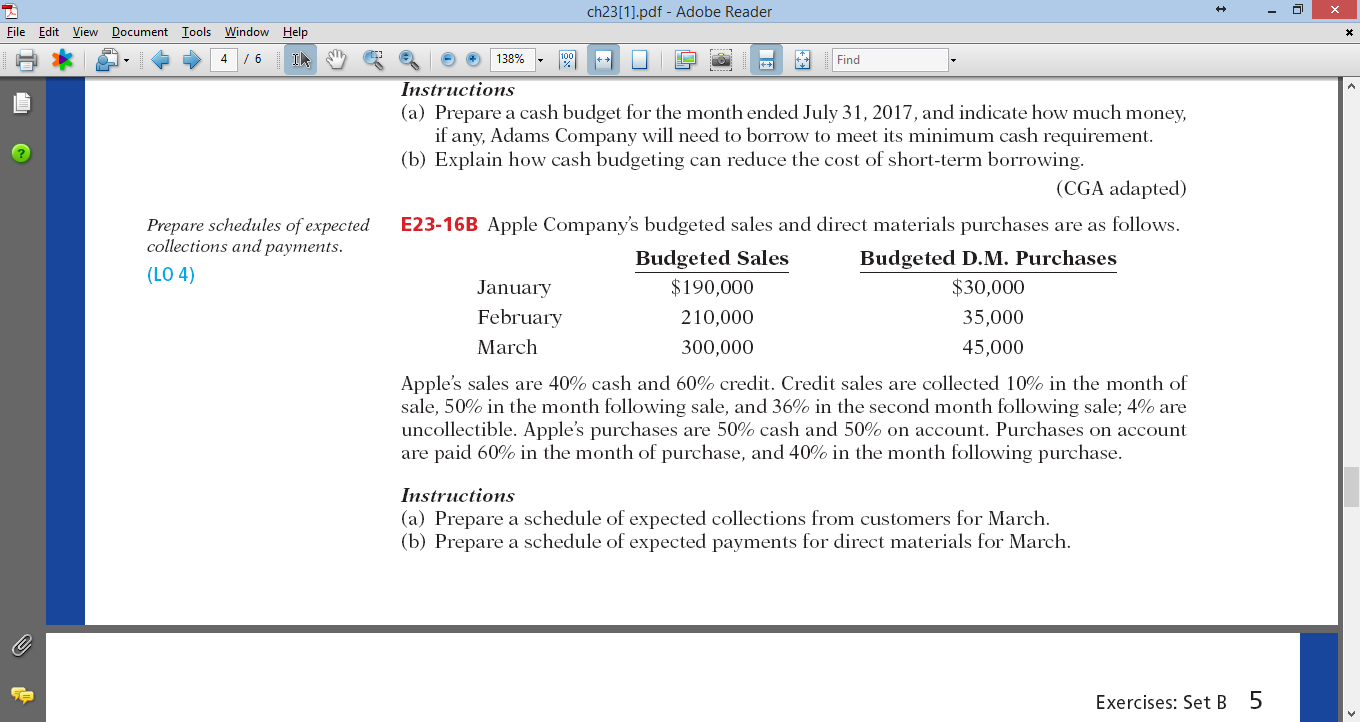 ch23[1].pdf - Adobe Reader
File Edit View Document Tools Window Help
4 / 6 138% 100% Find
Instructions
(a) Prepare a cash budget for the month ended July 31, 2017, and indicate how much money,
if any, Adams Company will need to borrow to meet its minimum cash requirement.
(b) Explain how cash budgeting can reduce the cost of short-term borrowing.
(CGA adapted)
Prepare schedules of expected
collections and payments.
(LO 4)
E23-16B Apple Company's budgeted sales and direct materials purchases are as follows.
Budgeted Sales Budgeted D.M. Purchases
January $190,000 $30,000
February 210,000 35,000
March 300,000 45,000
Apple's sales are 40% cash and 60% credit. Credit sales are collected 10% in the month of
sale, 50% in the month following sale, and 36% in the second month following sale; 4% are
uncollectible. Apple's purchases are 50% cash and 50% on account. Purchases on account
are paid 60% in the month of purchase, and 40% in the month following purchase.
Instructions
(a) Prepare a schedule of expected collections from customers for March.
(b) Prepare a schedule of expected payments for direct materials for March.
Exercises: Set B 5